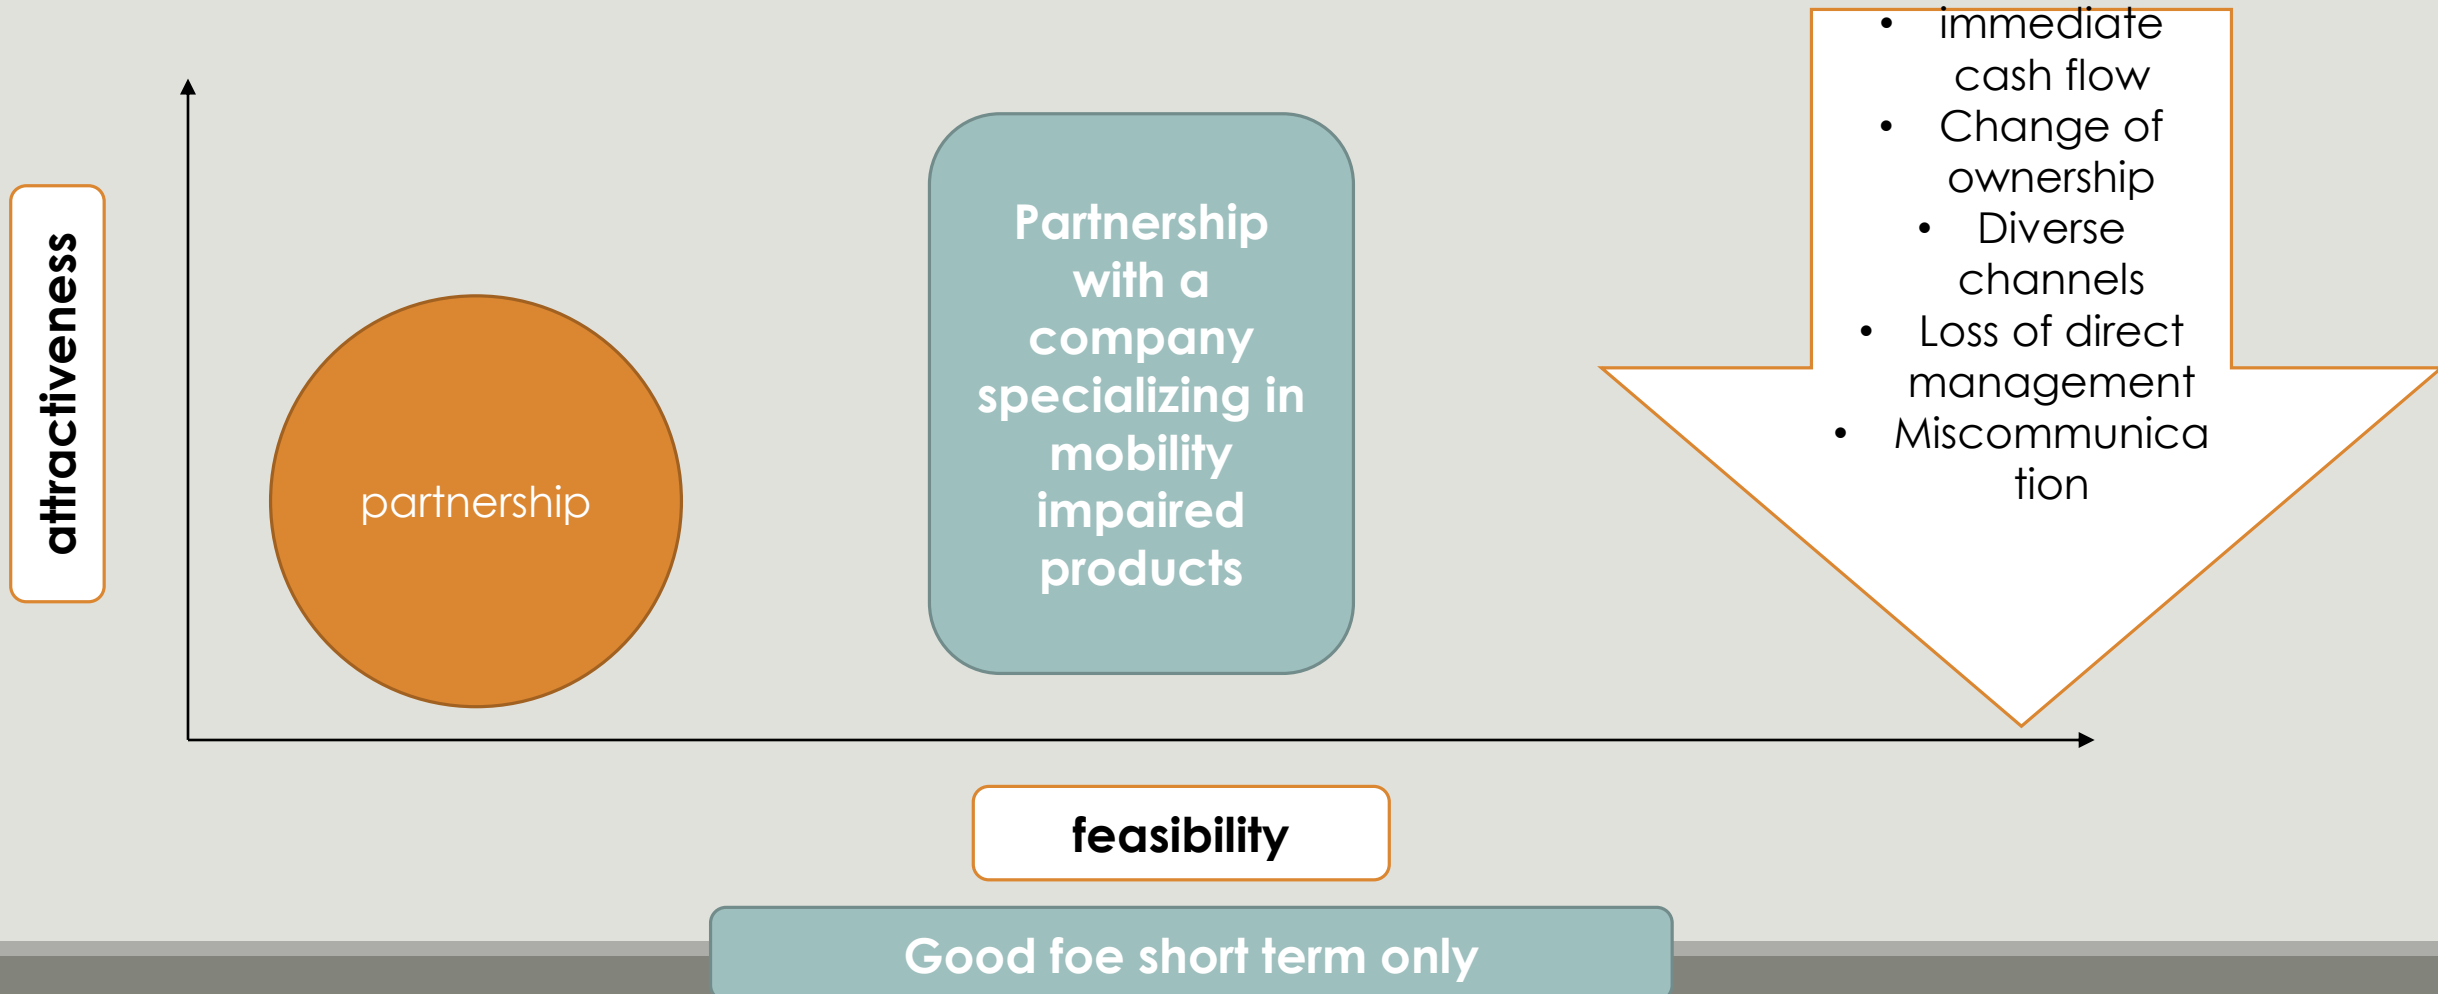 attractiveness
partnership
Partnership
with a
company
specializing in
mobility
impaired
products
• immediate
cash flow
• Change of
ownership
• Diverse
channels
• Loss of direct
management
• Miscommunica
tion
feasibility
Good foe short term only